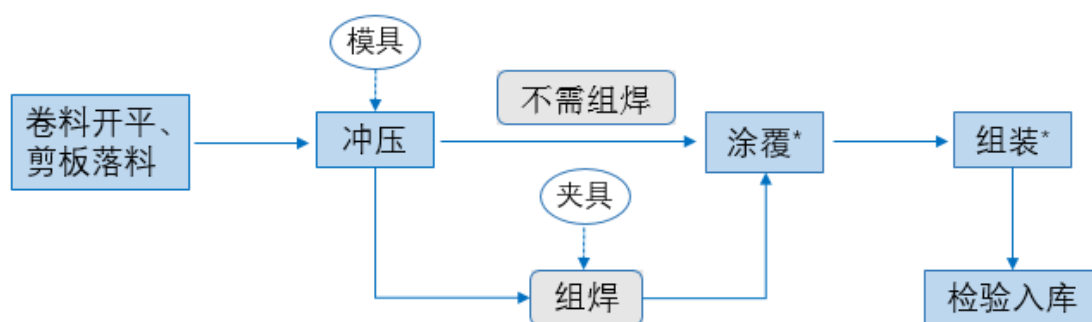 模具
不需组焊
卷料开平、
剪板落料
冲压
涂覆*
组装*
夹具
组焊
检验入库